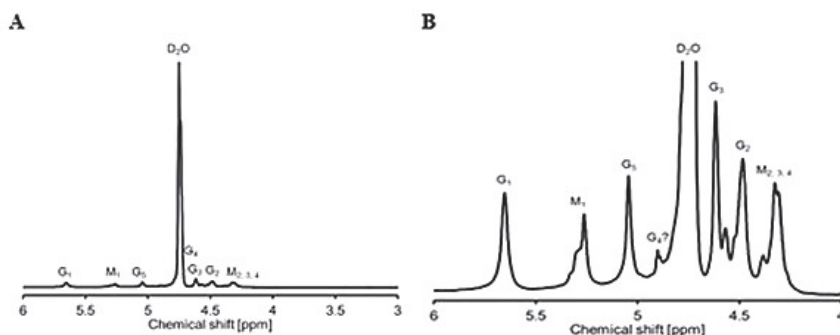 A
B
D₂O
G₄
G₁ M₁ G₅ G₃ G₂ M₂, ₃, ₄
6 5.5 5 4.5 4 3.5 3
Chemical shift [ppm]
D₂O
G₃
G₂
G₅ M₂, ₃, ₄
G₁
M₁
G₄?
6 5.5 5 4.5 4
Chemical shift [ppm]